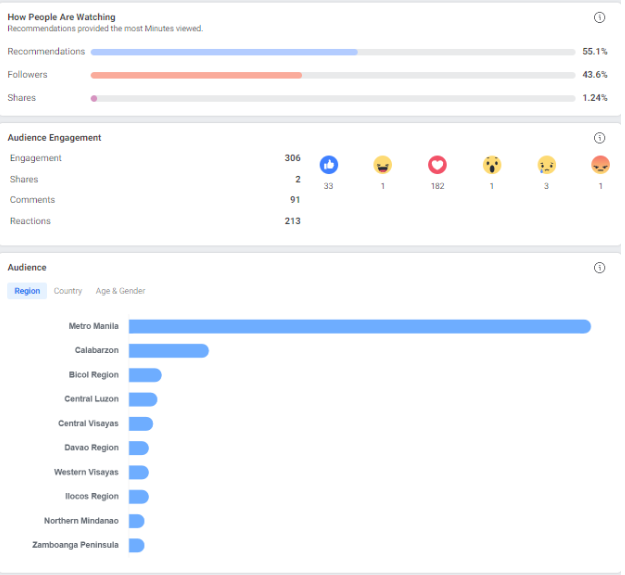 How People Are Watching
Recommendations provided the most Minutes viewed.
Recommendations 55.1%
Followers 43.6%
Shares 1.24%
Audience Engagement
Engagement 306
Shares 2
Comments 91
Reactions 213
33 1 182 1 3 1
Audience
Region Country Age & Gender
Metro Manila
Calabarzon
Bicol Region
Central Luzon
Central Visayas
Davao Region
Western Visayas
Ilocos Region
Northern Mindanao
Zamboanga Peninsula